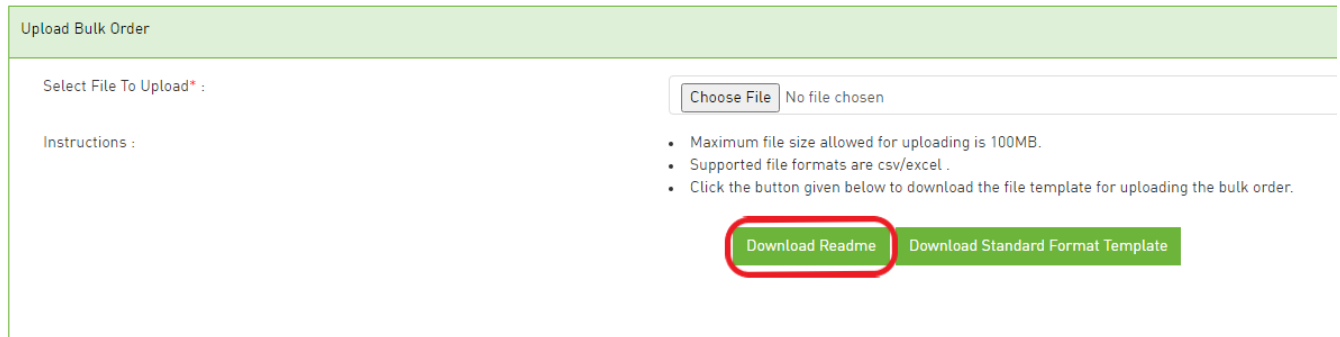 Upload Bulk Order
Select File To Upload* :
Choose File No file chosen
Instructions :
• Maximum file size allowed for uploading is 100MB.
• Supported file formats are csv/excel .
• Click the button given below to download the file template for uploading the bulk order.
Download Readme Download Standard Format Template